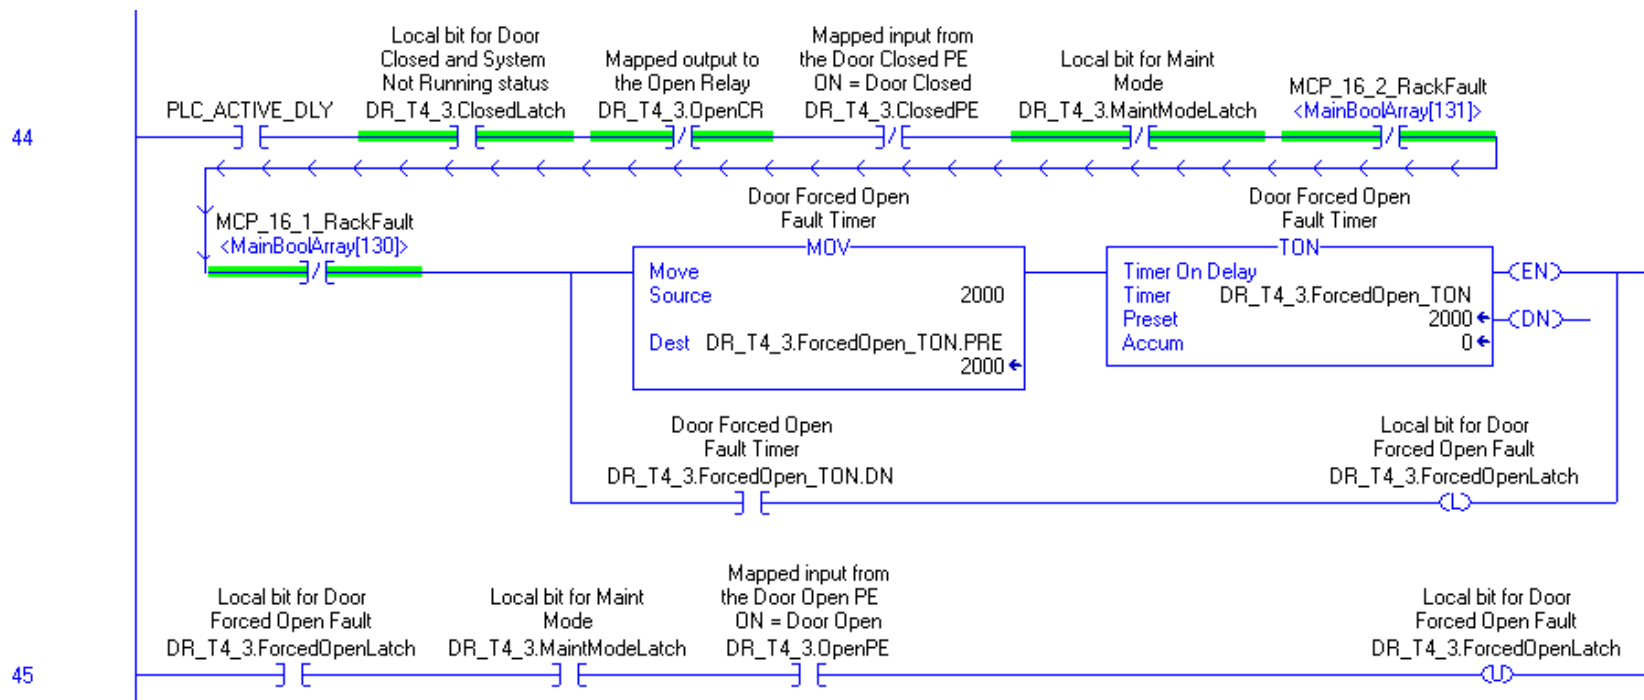 44
Local bit for Door
Closed and System
Not Running status
DR_T4_3.ClosedLatch
Mapped output to
the Open Relay
DR_T4_3.OpenCR
Mapped input from
the Door Closed PE
ON = Door Closed
DR_T4_3.ClosedPE
Local bit for Maint
Mode
DR_T4_3.MaintModeLatch
MCP_16_2_RackFault
<MainBoolArray[131]>
PLC_ACTIVE_DLY
MCP_16_1_RackFault
<MainBoolArray[130]>
Door Forced Open
Fault Timer
MOV
Move
Source 2000
Dest DR_T4_3.ForcedOpen_TON.PRE
2000
Door Forced Open
Fault Timer
TON
Timer On Delay
Timer DR_T4_3.ForcedOpen_TON
Preset 2000
Accum 0
EN
DN
Door Forced Open
Fault Timer
DR_T4_3.ForcedOpen_TON.DN
Local bit for Door
Forced Open Fault
DR_T4_3.ForcedOpenLatch
L
45
Local bit for Door
Forced Open Fault
DR_T4_3.ForcedOpenLatch
Local bit for Maint
Mode
DR_T4_3.MaintModeLatch
Mapped input from
the Door Open PE
ON = Door Open
DR_T4_3.OpenPE
Local bit for Door
Forced Open Fault
DR_T4_3.ForcedOpenLatch
U